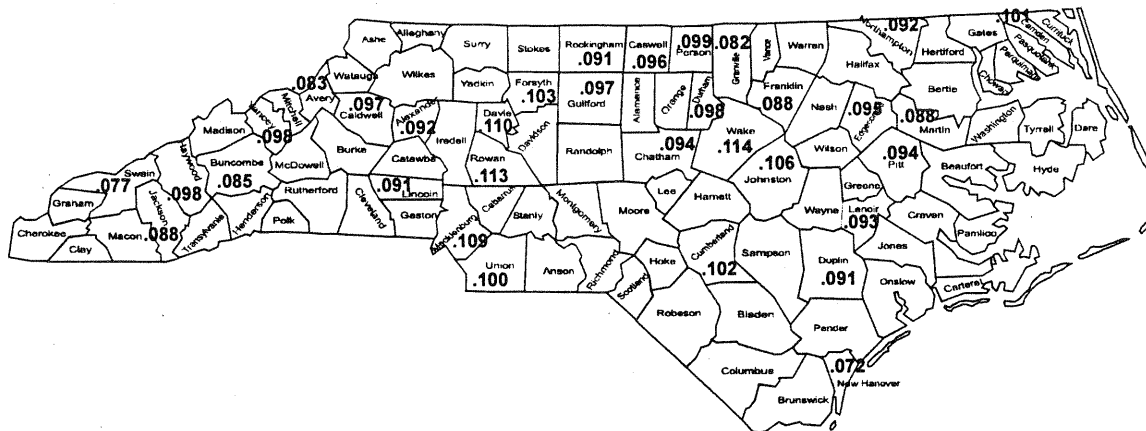 Ashe
Alleghany
Surry
Stokes
Rockingham
.091
Caswell
.096
.099
Person
.082
Granville
Vance
Warren
.092
Northampton
Gates
.101
Currituck
Camden
Pasquotank
Perquimans
Chowan
Hertford
Halifax
Bertie
.083
Watauga
Wilkes
Yadkin
Forsyth
.103
.097
Guilford
Alamance
Orange
Durham
.098
Franklin
.088
Nash
.095
Edgecombe
.088
Martin
Washington
Tyrrell
Dare
Mitchell
Avery
Yancey
.098
.097
Caldwell
Alexander
.092
Iredell
Davie
.110
Davidson
Randolph
Chatham
.094
Wake
.114
.106
Johnston
Wilson
.094
Pitt
Beaufort
Hyde
Madison
Haywood
Buncombe
.085
McDowell
Burke
Catawba
Rowan
.113
Swain
.077
Graham
Jackson
.098
Cherokee
Clay
Macon
.088
Transylvania
Henderson
Polk
Rutherford
Cleveland
.091
Lincoln
Gaston
Mecklenburg
.109
Cabarrus
Stanly
Montgomery
Moore
Lee
Harnett
Wayne
Greene
Lenoir
.093
Craven
Pamlico
Jones
Carteret
Onslow
Union
.100
Anson
Richmond
Scotland
Hoke
Cumberland
.102
Sampson
Duplin
.091
Robeson
Bladen
Pender
Columbus
Brunswick
.072
New Hanover